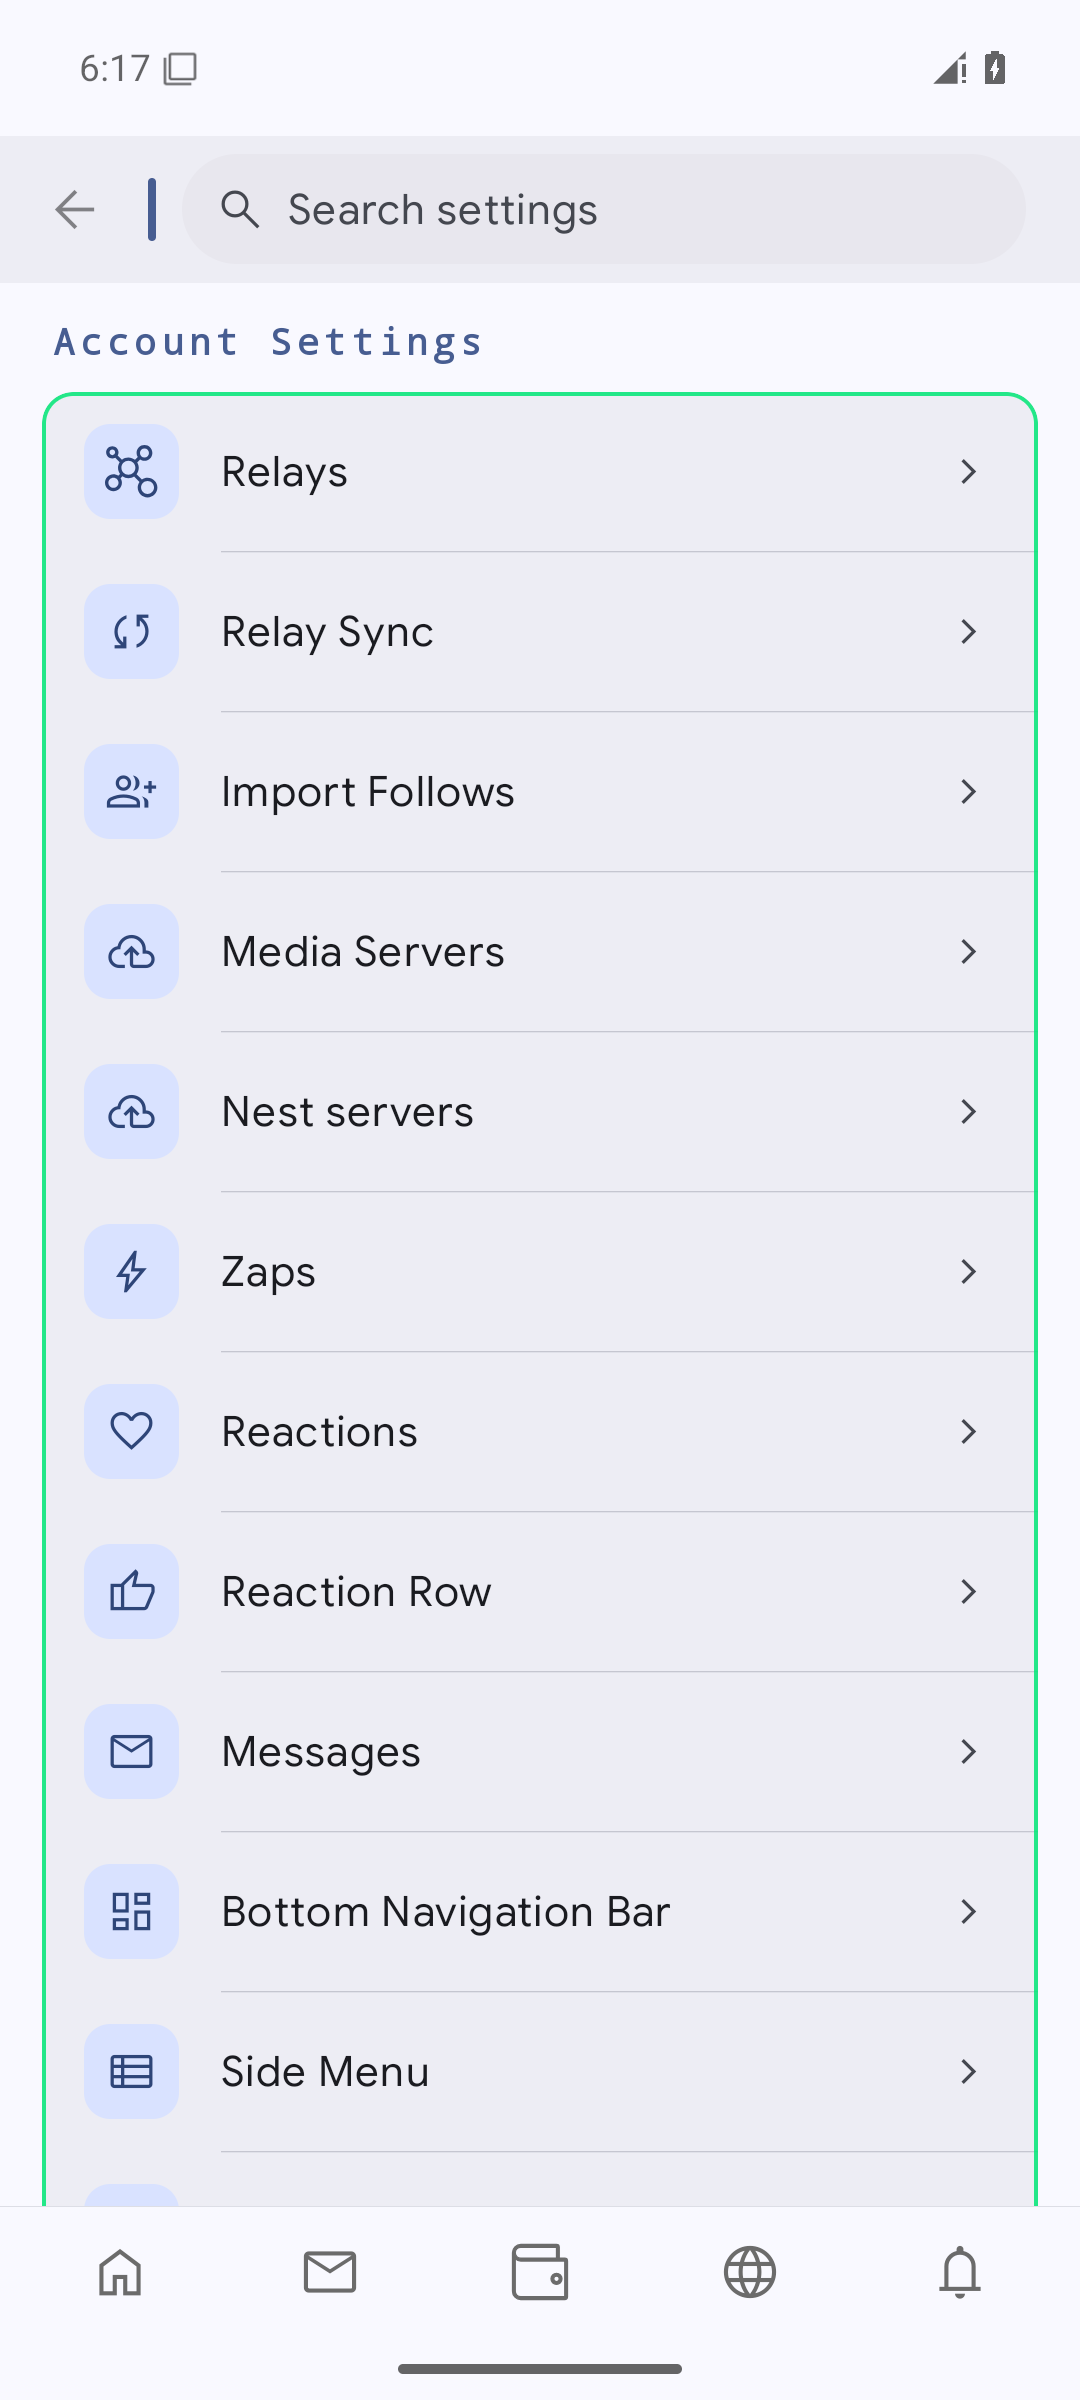 6:17
Search settings
Account Settings
Relays
Relay Sync
Import Follows
Media Servers
Nest servers
Zaps
Reactions
Reaction Row
Messages
Bottom Navigation Bar
Side Menu